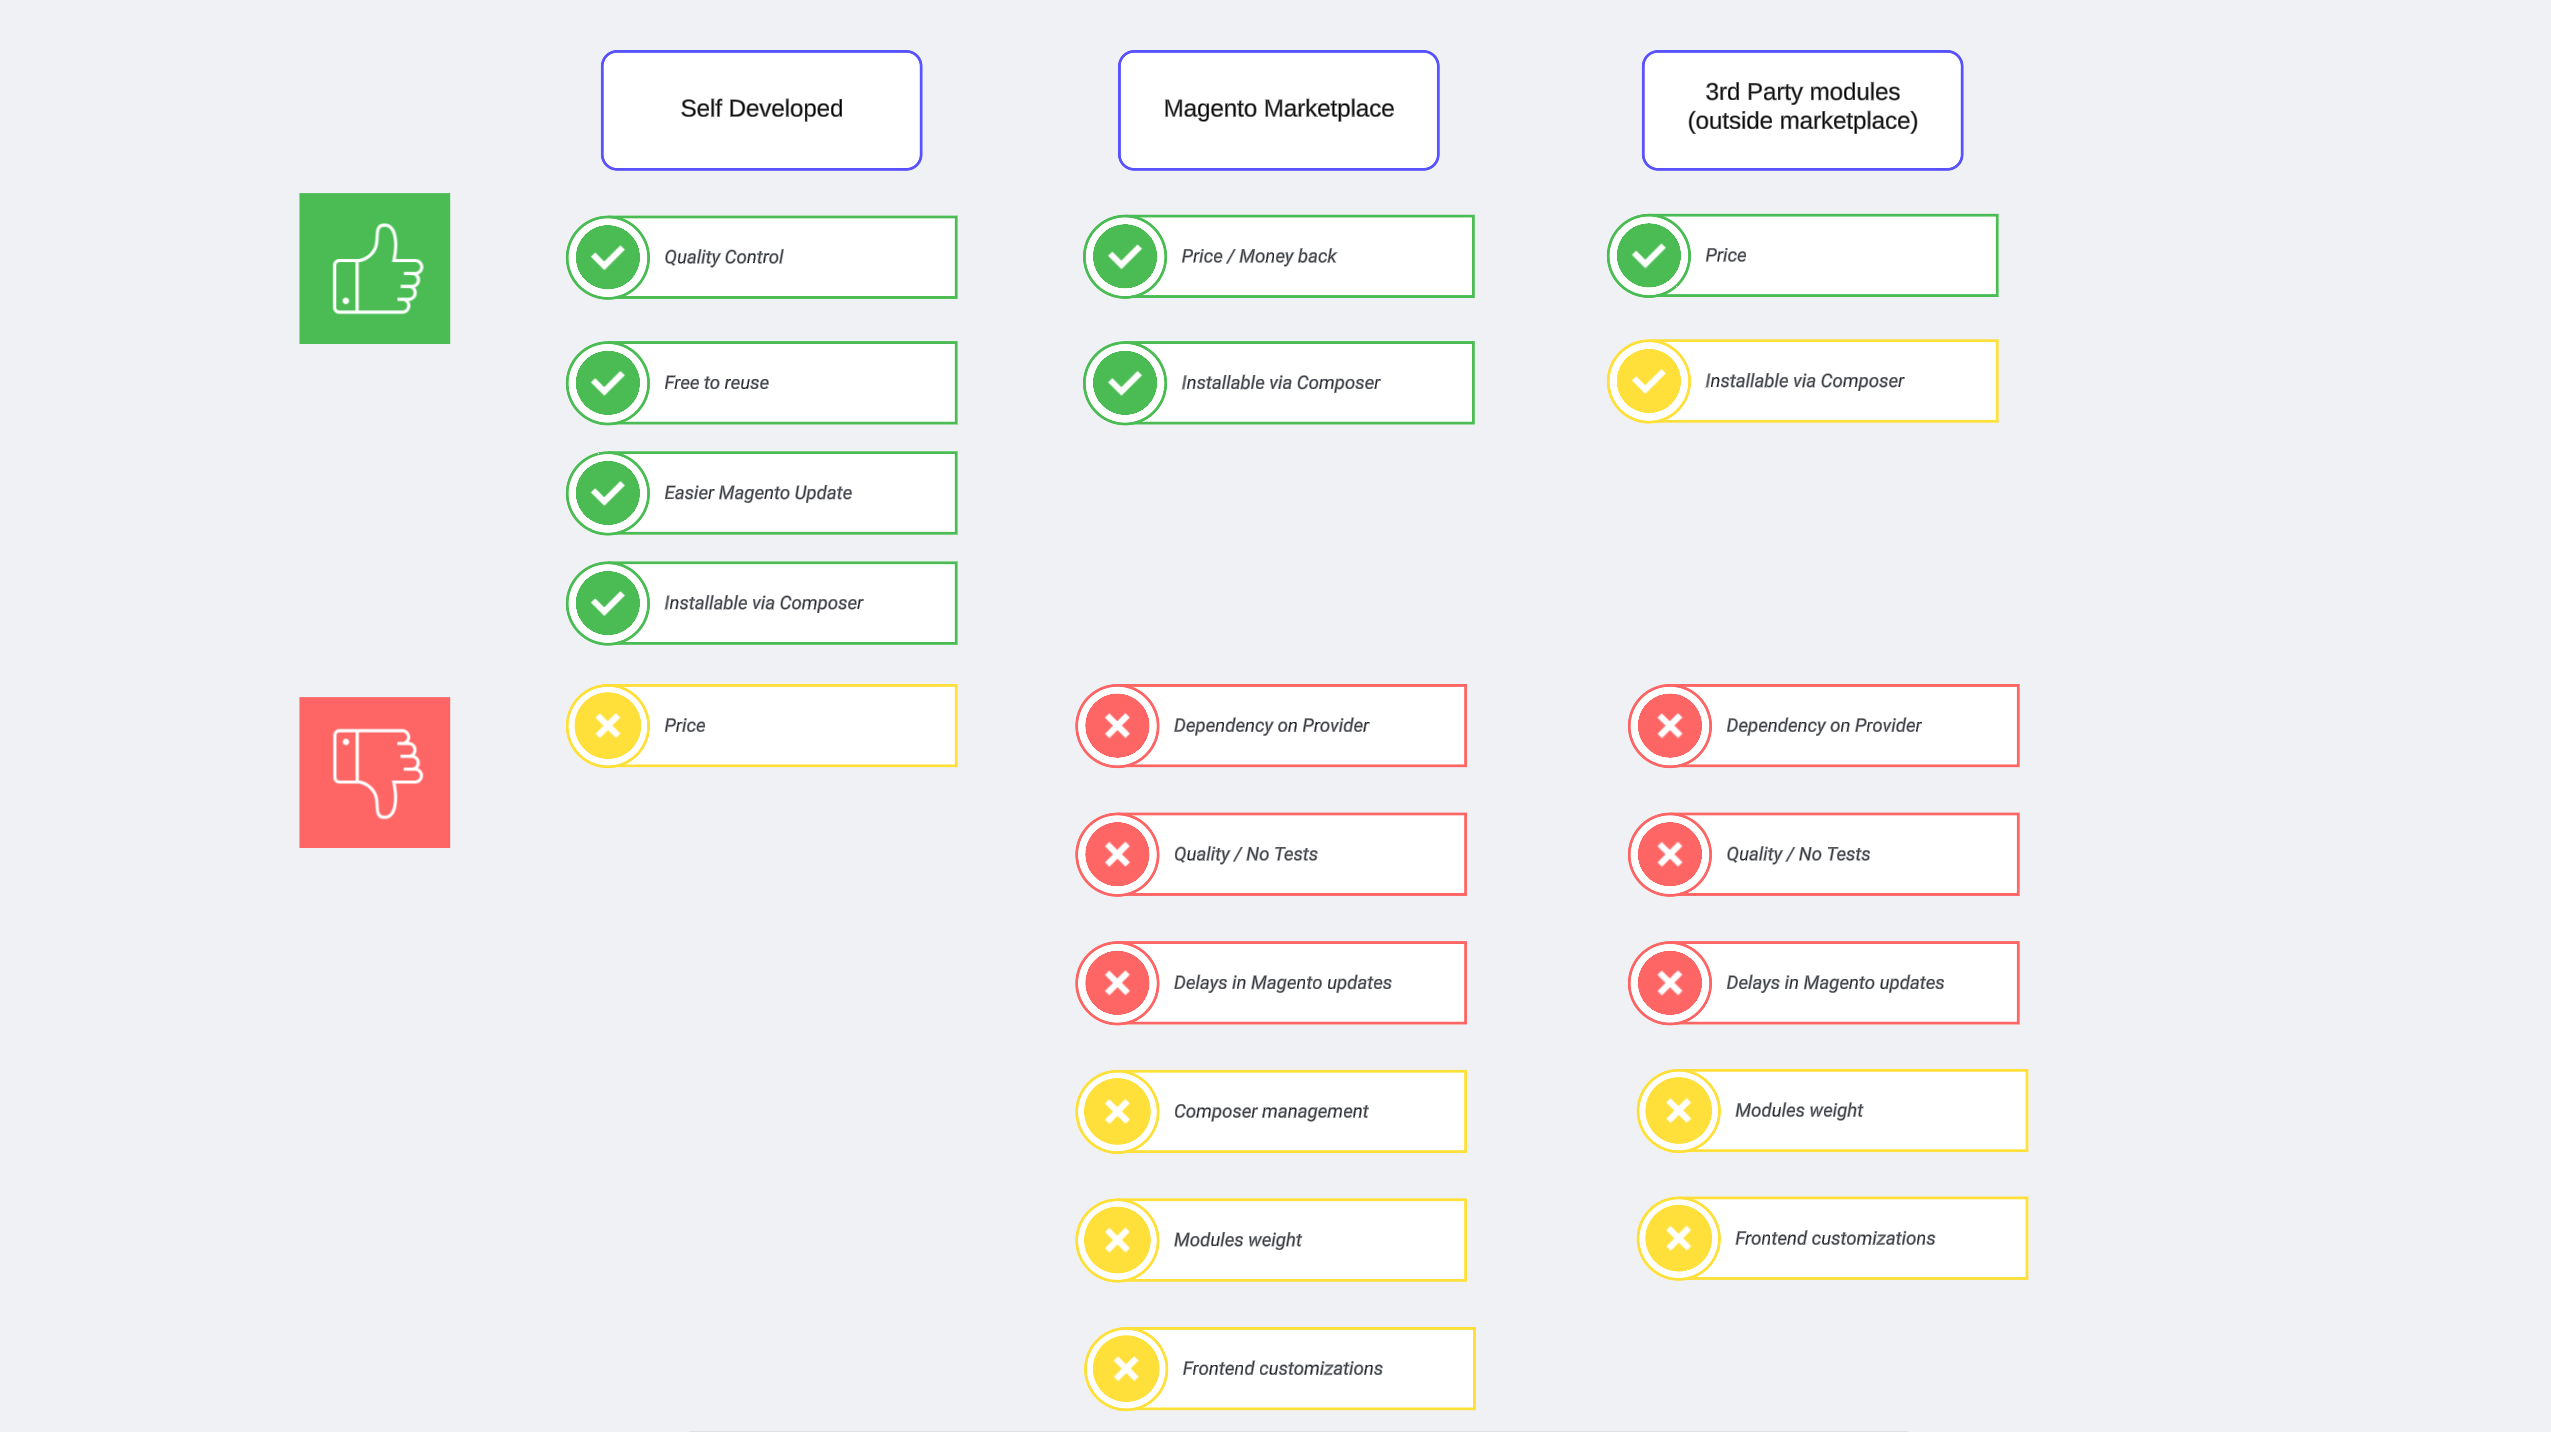 Self Developed
Magento Marketplace
3rd Party modules
(outside marketplace)
Quality Control
Price / Money back
Price
Free to reuse
Installable via Composer
Installable via Composer
Easier Magento Update
Installable via Composer
Price
Dependency on Provider
Dependency on Provider
Quality / No Tests
Quality / No Tests
Delays in Magento updates
Delays in Magento updates
Composer management
Modules weight
Modules weight
Frontend customizations
Frontend customizations